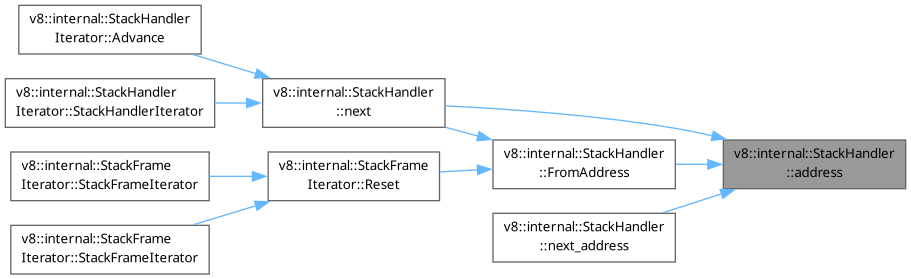 v8::internal::StackHandler
Iterator::Advance
v8::internal::StackHandler
Iterator::StackHandlerIterator
v8::internal::StackFrame
Iterator::StackFrameIterator
v8::internal::StackFrame
Iterator::StackFrameIterator
v8::internal::StackHandler
::next
v8::internal::StackFrame
Iterator::Reset
v8::internal::StackHandler
::FromAddress
v8::internal::StackHandler
::next_address
v8::internal::StackHandler
::address